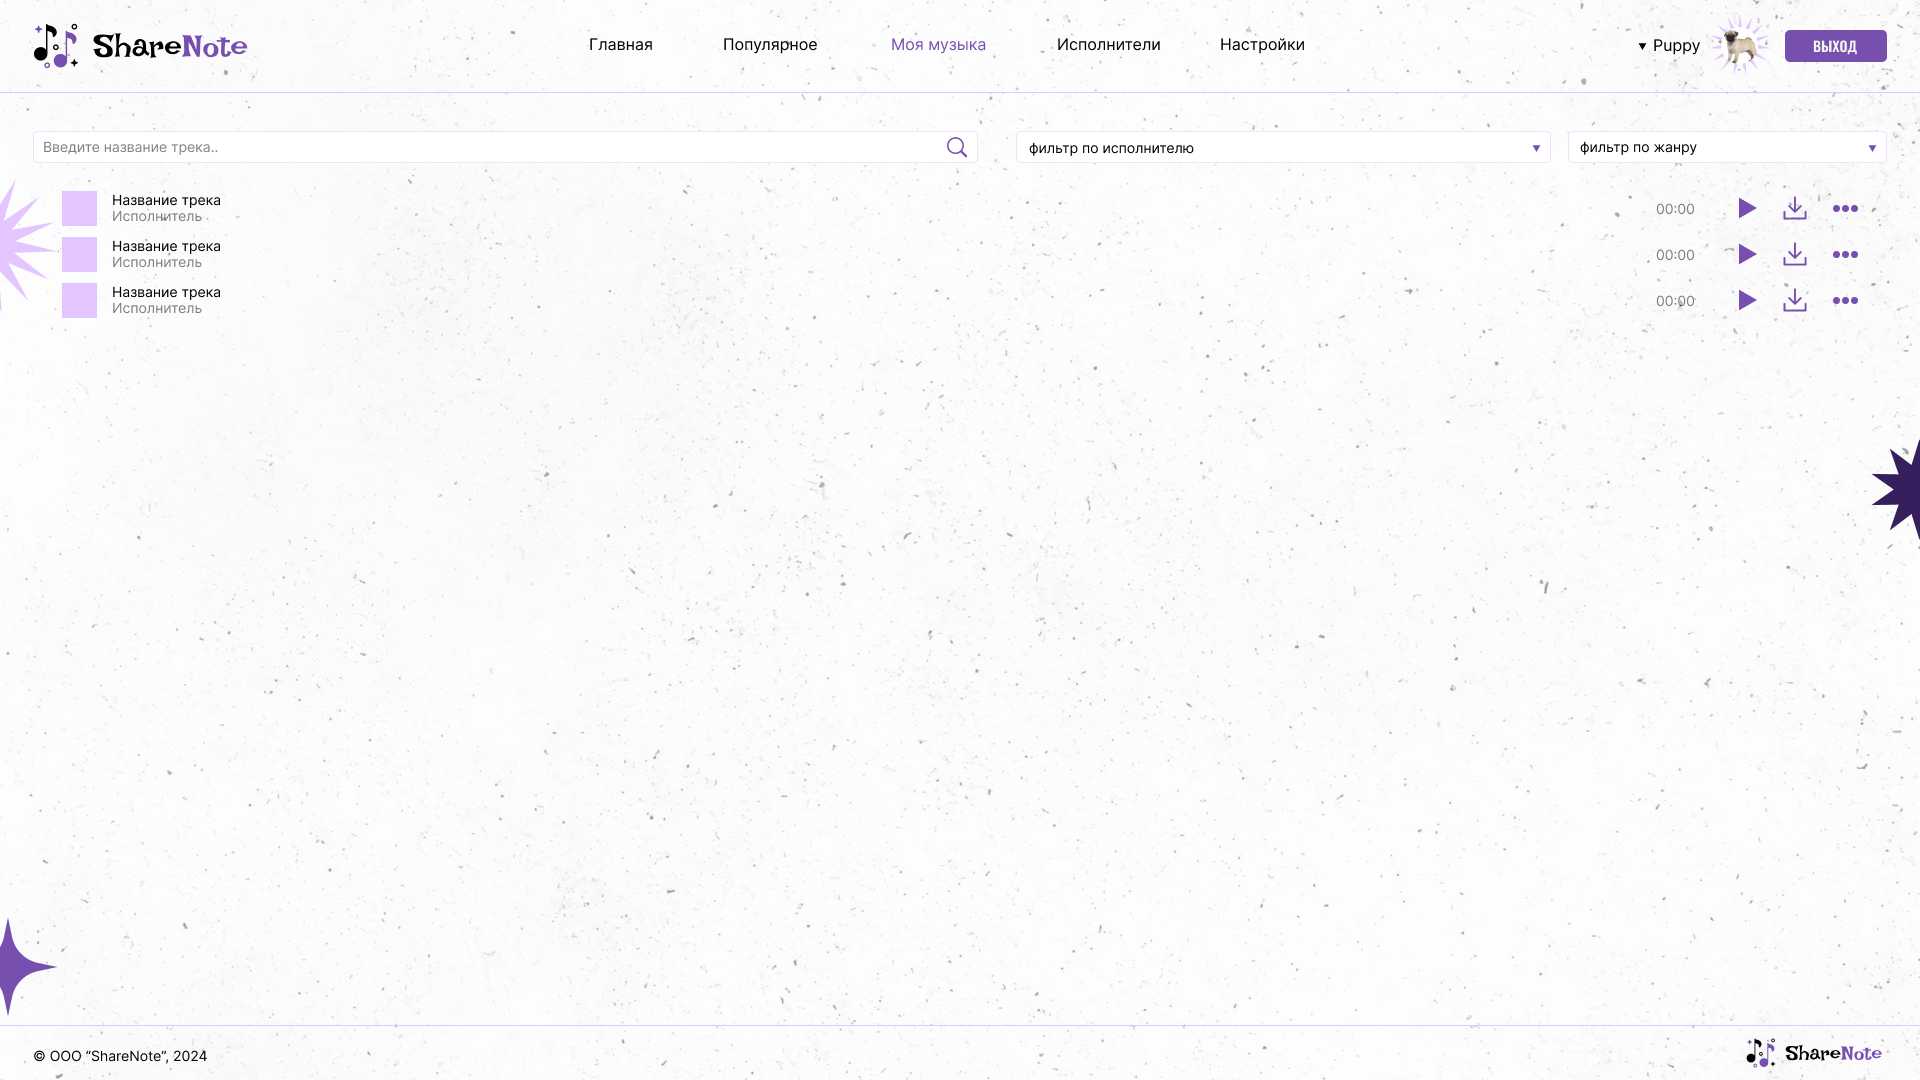 ShareNote
Главная
Популярное
Моя музыка
Исполнители
Настройки
Puppy
ВЫХОД
Введите название трека..
фильтр по исполнителю
фильтр по жанру
Название трека
Исполнитель
00:00
Название трека
Исполнитель
00:00
Название трека
Исполнитель
00:00
© ООО “ShareNote”, 2024
ShareNote